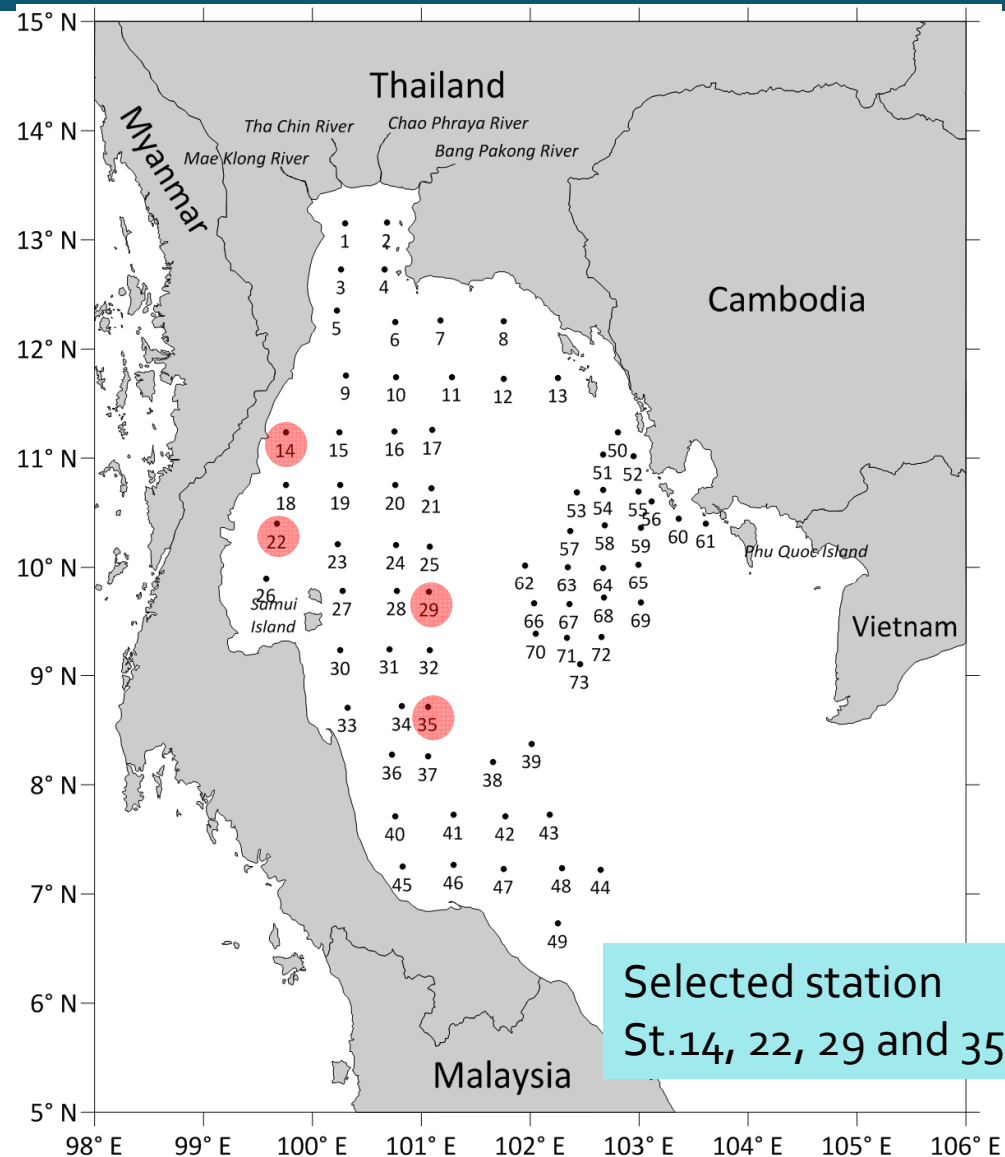 15° N
Thailand
Tha Chin River
Chao Phraya River
14° N
Myanmar
Mae Klong River
Bang Pakong River
13° N
1 2
3 4
Cambodia
5 6 7 8
12° N
9 10 11 12 13
14 15 16 17 50
11° N
51 52
18 19 20 21 53 54 55 56
22 57 58 59 60 61
23 24 25 Phu Quoc Island
10° N
62 63 64 65
26 27 28 29 66 67 68 69
Samui
Island
Vietnam
30 31 32 70 71 72
9° N
73
33 34 35
36 37 38 39
8° N
40 41 42 43
45 46 47 48 44
7° N
49
Selected station
St.14, 22, 29 and 35
6° N
Malaysia
5° N
98° E 99° E 100° E 101° E 102° E 103° E 104° E 105° E 106° E